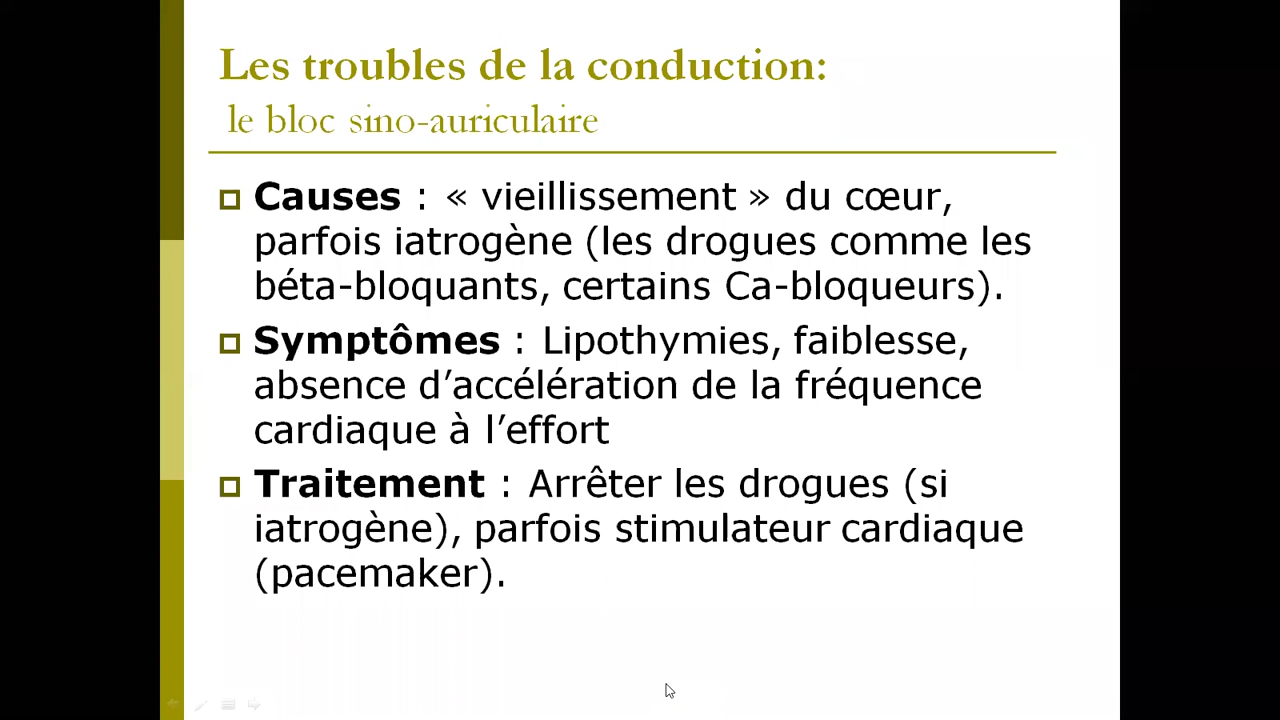 Les troubles de la conduction:
le bloc sino-auriculaire
Causes : « vieillissement » du cœur,
parfois iatrogène (les drogues comme les
béta-bloquants, certains Ca-bloqueurs).
Symptômes : Lipothymies, faiblesse,
absence d’accélération de la fréquence
cardiaque à l’effort
Traitement : Arrêter les drogues (si
iatrogène), parfois stimulateur cardiaque
(pacemaker).